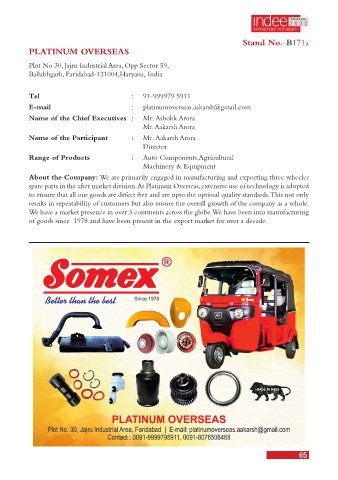 indee
Stand No.-B171a
PLATINUM OVERSEAS
Plot No 30, Jajru Industrial Area, Opp Sector 59,
Ballabhgarh, Faridabad-121004, Haryana, India
Tel : 91-999979 5911
E-mail : platinumoverseas.aakarsh@gmail.com
Name of the Chief Executives : Mr. Ashokk Arora
Mr. Aakarsh Arora
Name of the Participant : Mr. Aakarsh Arora
Director
Range of Products : Auto Components,Agricultural
Machinery & Equipment
About the Company: We are primarily engaged in manufacturing and exporting three wheeler
spare parts in the after market division. At Platinum Overseas, extensive use of technology is adopted
to ensure that all our goods are defect free and are upto the optimal quality standards. This not only
results in repeatability of customers but also ensure the overall growth of the company as a whole.
We have a market presence in over 3 continents across the globe. We have been into manufacturing
of goods since 1978 and have been present in the export market for over a decade.
Somex®
Better than the best Since 1978
MADE IN INDIA
PLATINUM OVERSEAS
Plot No. 30, Jajru Industrial Area, Faridabad | E-mail: platinumoverseas.aakarsh@gmail.com
Contact : 0091-9999795911, 0091-8076508468
65